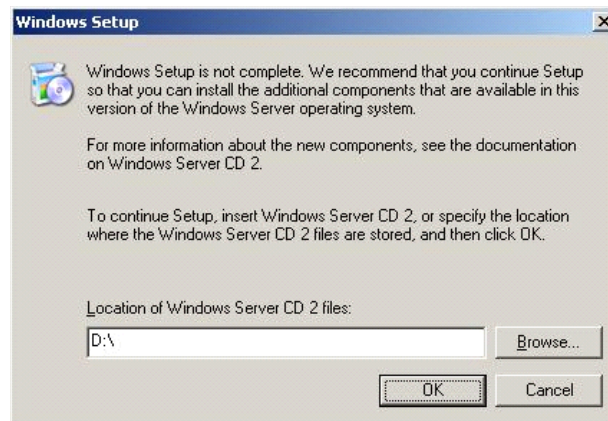 Windows Setup
Windows Setup is not complete. We recommend that you continue Setup
so that you can install the additional components that are available in this
version of the Windows Server operating system.
For more information about the new components, see the documentation
on Windows Server CD 2.
To continue Setup, insert Windows Server CD 2, or specify the location
where the Windows Server CD 2 files are stored, and then click OK.
Location of Windows Server CD 2 files:
D:\
Browse...
OK
Cancel